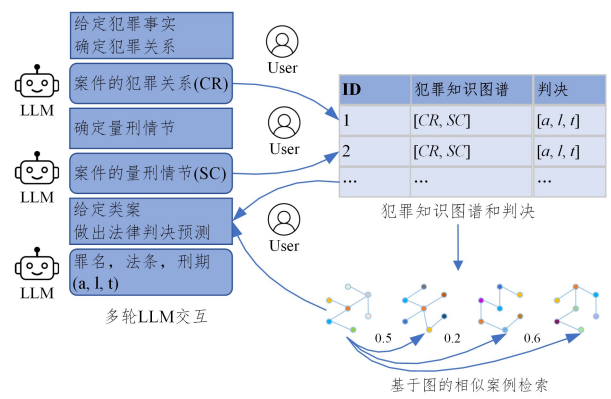 给定犯罪事实
确定犯罪关系
User
LLM
案件的犯罪关系(CR)
确定量刑情节
User
LLM
案件的量刑情节(SC)
给定类案
做出法律判决预测
User
LLM
罪名，法条，刑期
(a, l, t)
多轮LLM交互
ID 犯罪知识图谱 判决
1 [CR, SC] [a, l, t]
2 [CR, SC] [a, l, t]
... ... ...
犯罪知识图谱和判决
0.5 0.2 0.6
基于图的相似案例检索